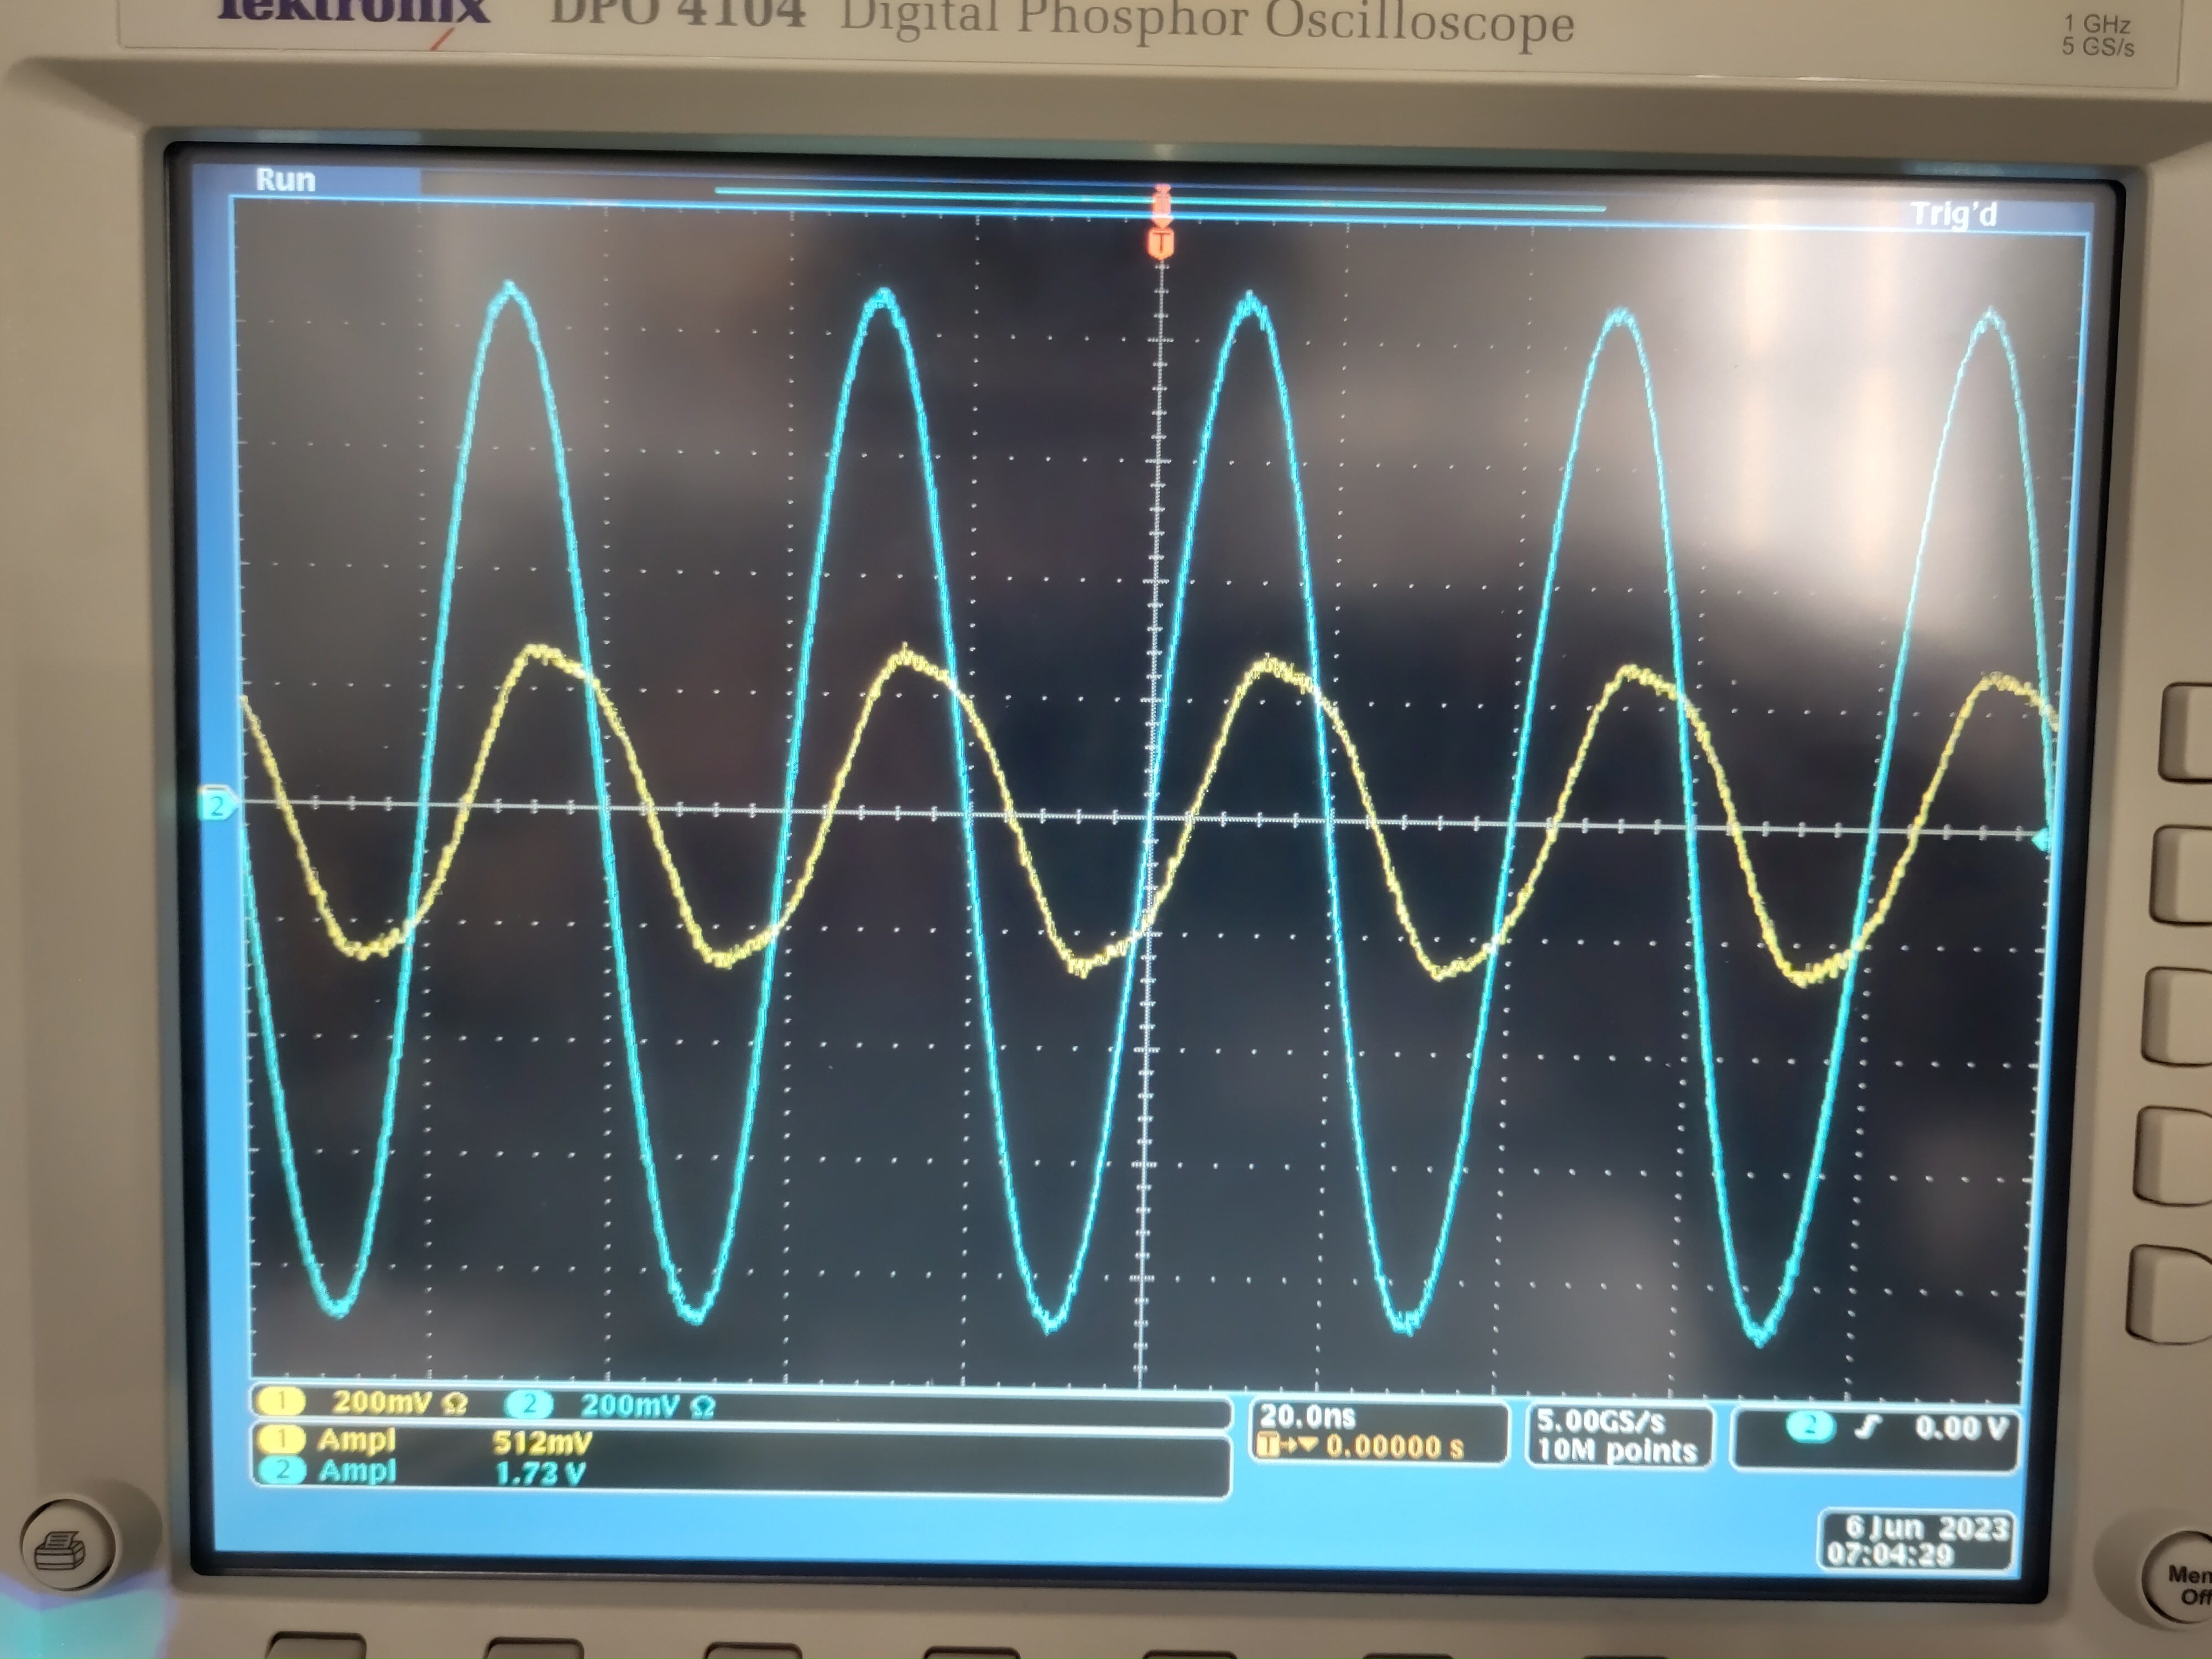 Tektronix DPO 4104 Digital Phosphor Oscilloscope
1 GHz
5 GS/s
Run
Trig'd
T
2
1 200mV Ω 2 200mV Ω
1 Ampl 512mV
2 Ampl 1.73 V
20.0ns
T→▼ 0.00000 s
5.00GS/s
10M points
2 0.00 V
6 Jun 2023
07:04:29
Off